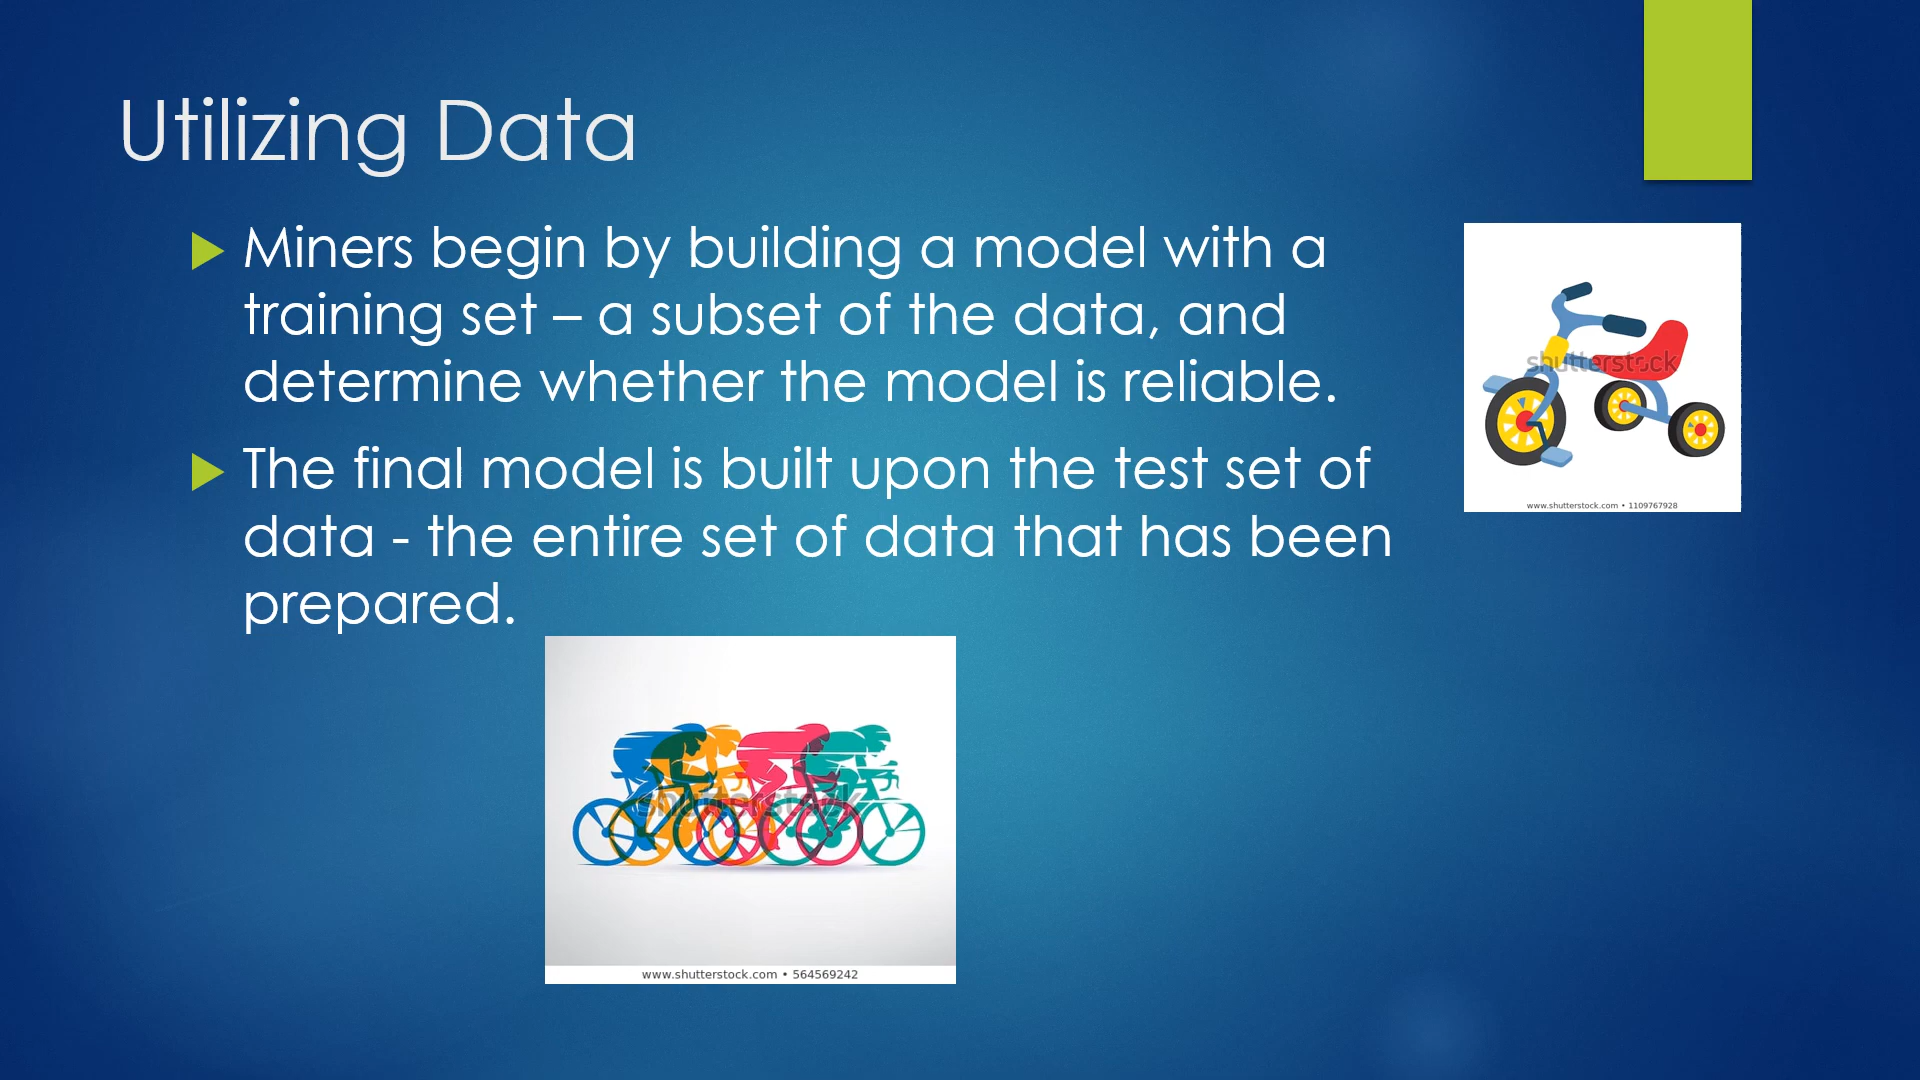 Utilizing Data
Miners begin by building a model with a
training set – a subset of the data, and
determine whether the model is reliable.
The final model is built upon the test set of
data - the entire set of data that has been
prepared.
shutterstock
www.shutterstock.com • 1109767928
shutterstock
www.shutterstock.com • 564569242